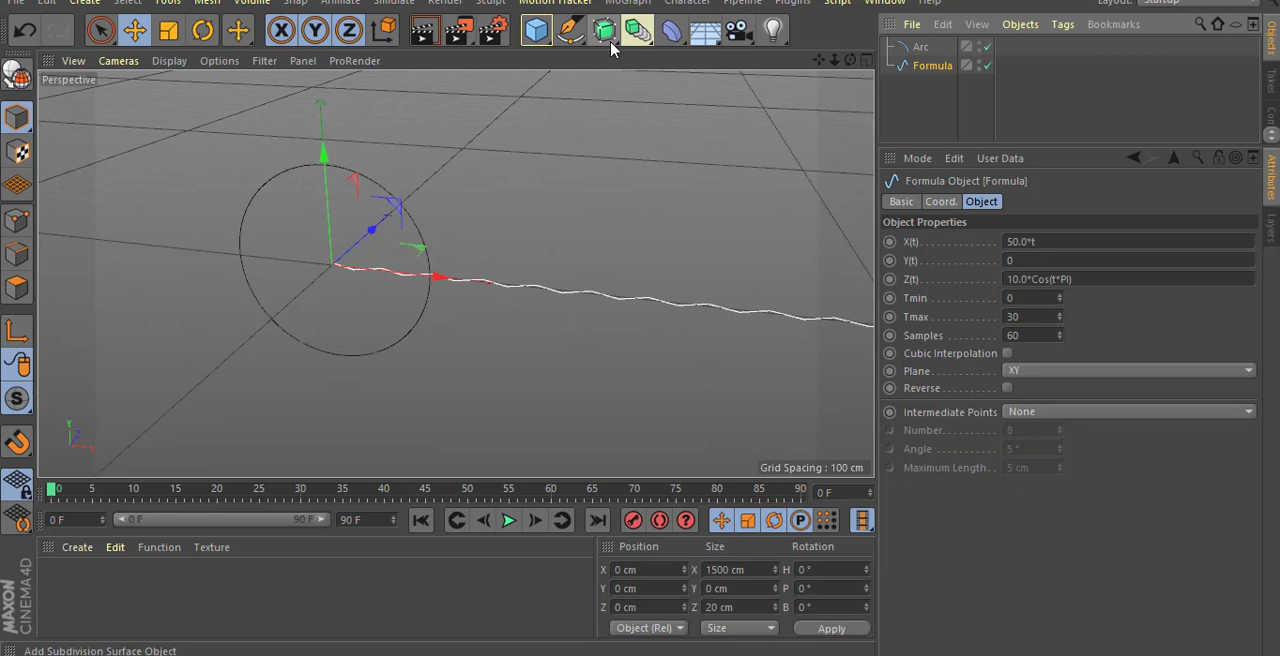 Create Select Tools Mesh Volume Snap Animate Simulate Render Sculpt Motion Tracker MoGraph Character Pipeline Plugins Script Window Layout: Startup
File Edit View Objects Tags Bookmarks
Objects
Takes
Attributes
Layers
Arc
Formula
View Cameras Display Options Filter Panel ProRender
Perspective
X Y Z
Mode Edit User Data
Formula Object [Formula]
Basic Coord. Object
Object Properties
X(t) 50.0*t
Y(t) 0
Z(t) 10.0*Cos(t*PI)
Tmin 0
Tmax 30
Samples 60
Cubic Interpolation
Plane XY
Reverse
Intermediate Points None
Number 8
Angle 5 °
Maximum Length 5 cm
Y
Z
X
Grid Spacing : 100 cm
0 5 10 15 20 25 30 35 40 45 50 55 60 65 70 75 80 85 90 0 F
0 F 0 F 90 F 90 F
Create Edit Function Texture
Position Size Rotation
X 0 cm X 1500 cm H 0 °
Y 0 cm Y 0 cm P 0 °
Z 0 cm Z 20 cm B 0 °
Object (Rel) Size Apply
MAXON
CINEMA 4D
Add Subdivision Surface Object